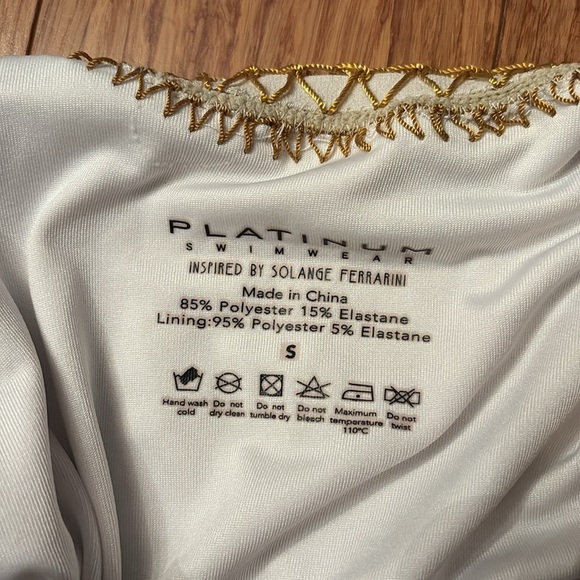 PLATINUM
SWIMWEAR
INSPIRED BY SOLANGE FERRARINI
Made in China
85% Polyester 15% Elastane
Lining:95% Polyester 5% Elastane
S
Hand wash cold
Do not dry clean
Do not tumble dry
Do not bleach
Maximum temperature 110°C
Do not twist